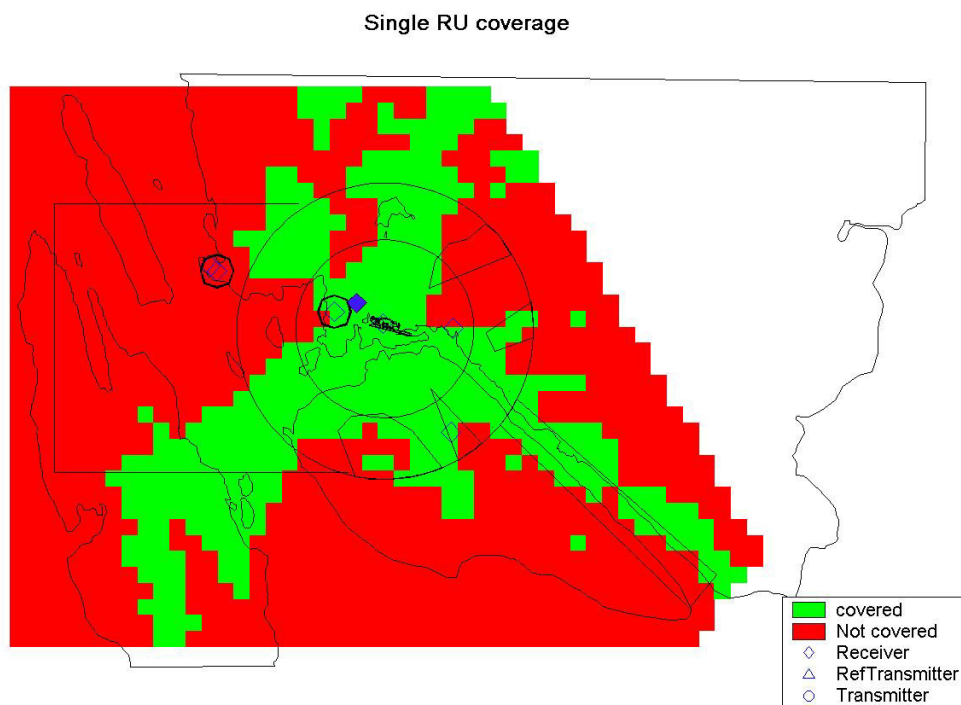 Single RU coverage
covered
Not covered
Receiver
RefTransmitter
Transmitter